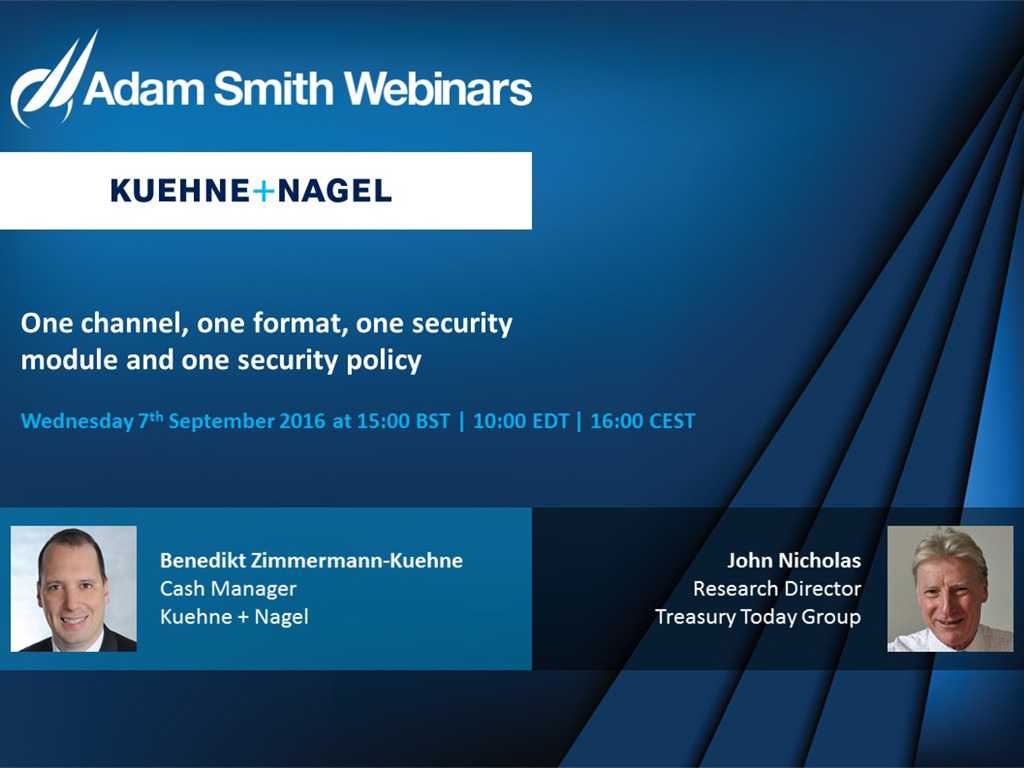 Adam Smith Webinars
KUEHNE+NAGEL
One channel, one format, one security
module and one security policy
Wednesday 7th September 2016 at 15:00 BST | 10:00 EDT | 16:00 CEST
Benedikt Zimmermann-Kuehne
Cash Manager
Kuehne + Nagel
John Nicholas
Research Director
Treasury Today Group